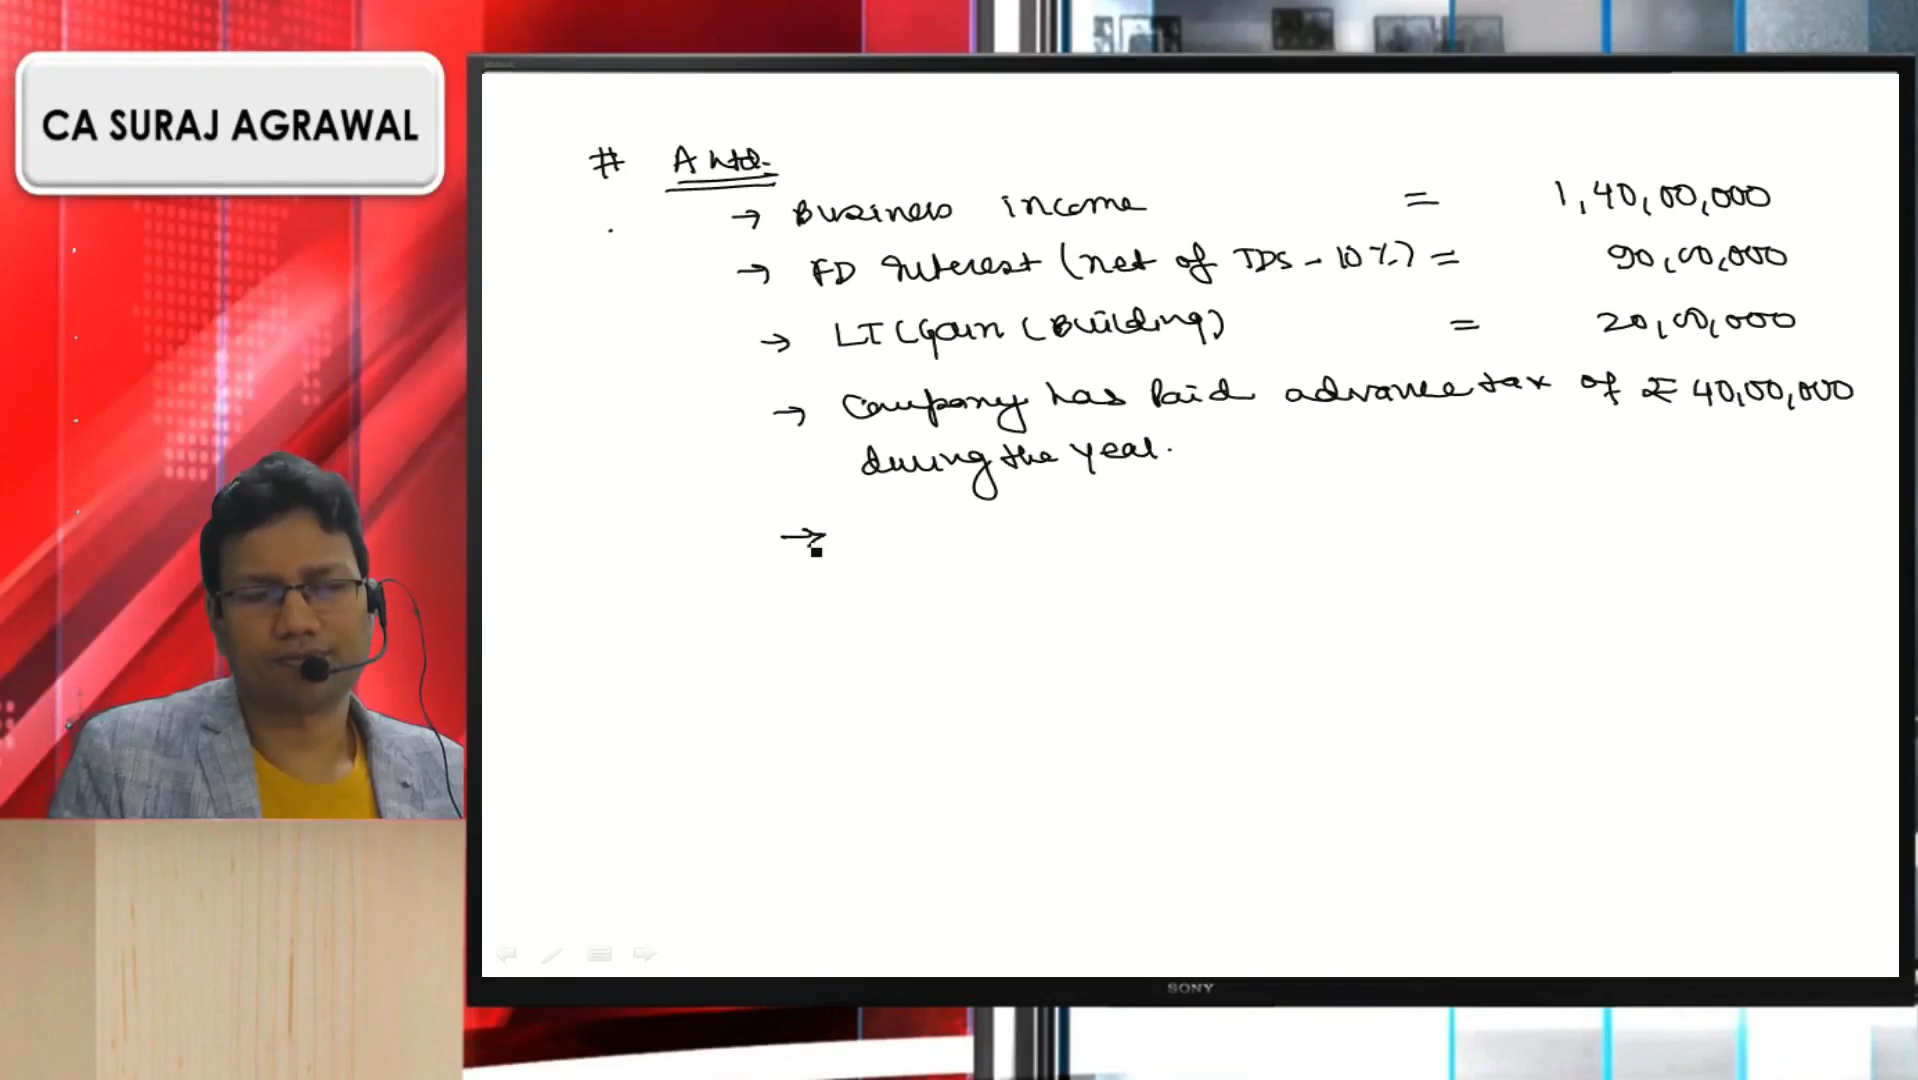 CA SURAJ AGRAWAL
# A Ltd.
→ Business income = 1,40,00,000
→ FD Interest (net of TDS - 10%) = 90,00,000
→ LTCGain (Building) = 20,00,000
→ Company has paid advance tax of ₹ 40,00,000
during the year.
→
SONY